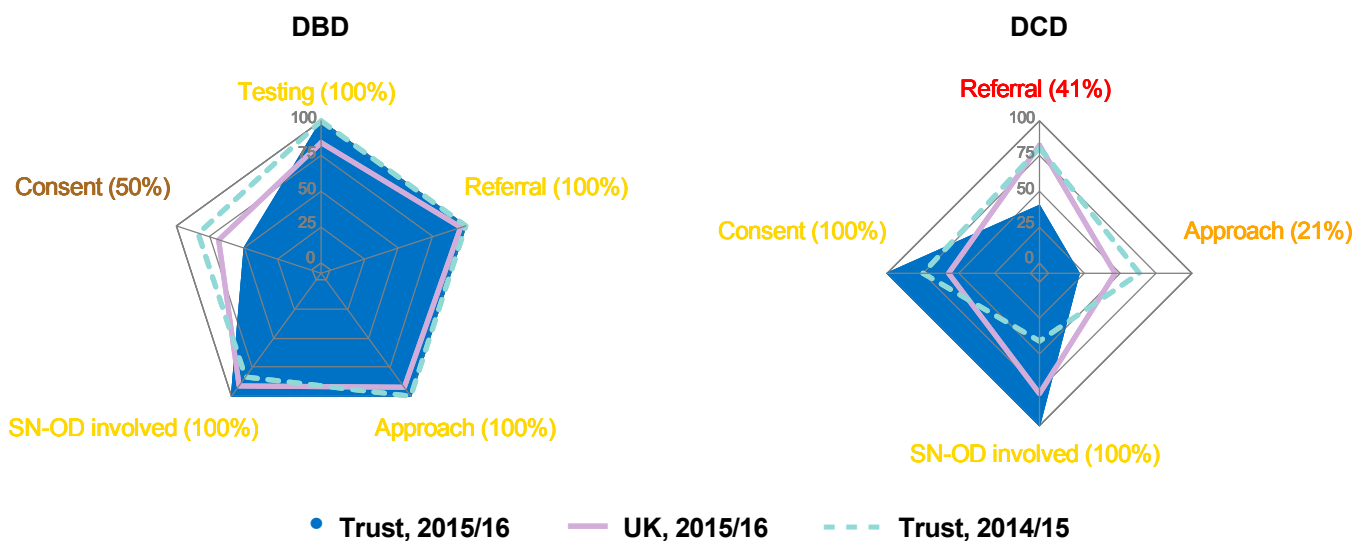 DBD
Testing (100%)
100
75
50
25
0
Consent (50%)
Referral (100%)
SN-OD involved (100%)
Approach (100%)
DCD
Referral (41%)
100
75
50
25
0
Consent (100%)
Approach (21%)
SN-OD involved (100%)
Trust, 2015/16
UK, 2015/16
Trust, 2014/15